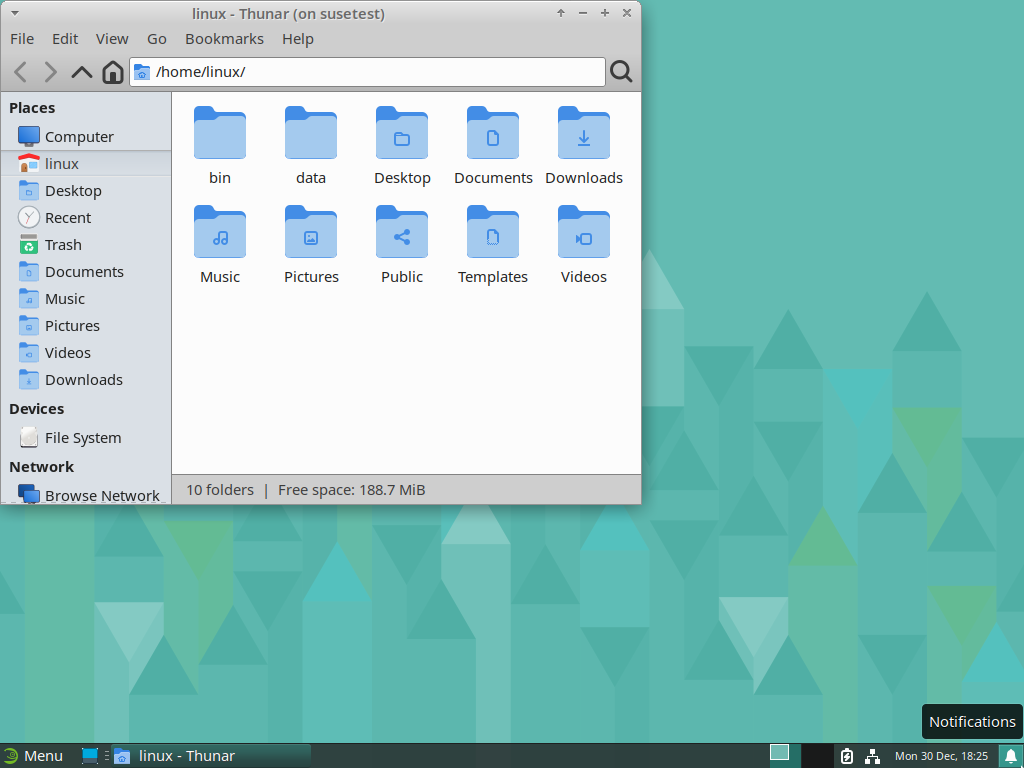 linux - Thunar (on susetest)
File Edit View Go Bookmarks Help
/home/linux/
Places
Computer
linux
Desktop
Recent
Trash
Documents
Music
Pictures
Videos
Downloads
Devices
File System
Network
Browse Network
bin data Desktop Documents Downloads
Music Pictures Public Templates Videos
10 folders | Free space: 188.7 MiB
Notifications
Menu linux - Thunar Mon 30 Dec, 18:25